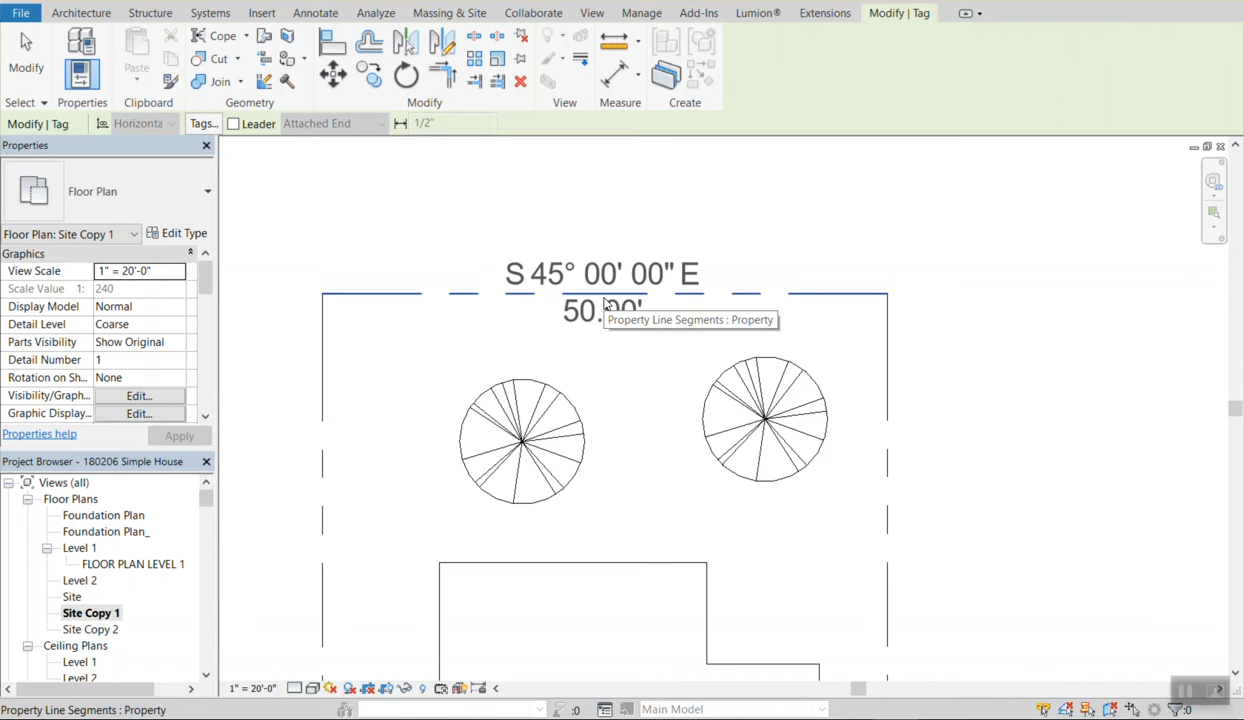 File Architecture Structure Systems Insert Annotate Analyze Massing & Site Collaborate View Manage Add-Ins Lumion® Extensions Modify | Tag
Modify Paste Cope Cut Join
Select Properties Clipboard Geometry Modify View Measure Create
Modify | Tag Horizonta Tags... Leader Attached End 1/2"
Properties
Floor Plan
Floor Plan: Site Copy 1 Edit Type
Graphics
View Scale 1" = 20'-0"
Scale Value 1: 240
Display Model Normal
Detail Level Coarse
Parts Visibility Show Original
Detail Number 1
Rotation on Sh... None
Visibility/Graph... Edit...
Graphic Display... Edit...
Properties help Apply
Project Browser - 180206 Simple House
Views (all)
Floor Plans
Foundation Plan
Foundation Plan_
Level 1
FLOOR PLAN LEVEL 1
Level 2
Site
Site Copy 1
Site Copy 2
Ceiling Plans
Level 1
Level 2
S 45° 00' 00" E
50.00'
Property Line Segments : Property
1" = 20'-0"
Property Line Segments : Property :0 Main Model :0